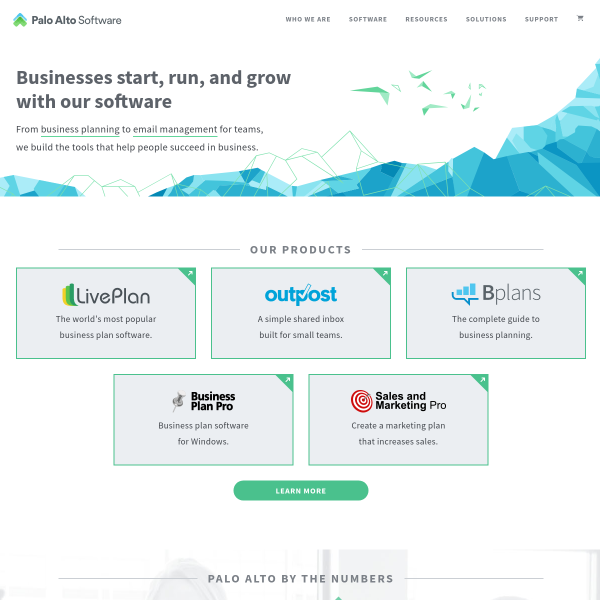 Palo Alto Software
WHO WE ARE
SOFTWARE
RESOURCES
SOLUTIONS
SUPPORT
Businesses start, run, and grow
with our software
From business planning to email management for teams,
we build the tools that help people succeed in business.
OUR PRODUCTS
LivePlan
The world's most popular
business plan software.
outpost
A simple shared inbox
built for small teams.
Bplans
The complete guide to
business planning.
Business
Plan Pro
Business plan software
for Windows.
Sales and
Marketing Pro
Create a marketing plan
that increases sales.
LEARN MORE
PALO ALTO BY THE NUMBERS